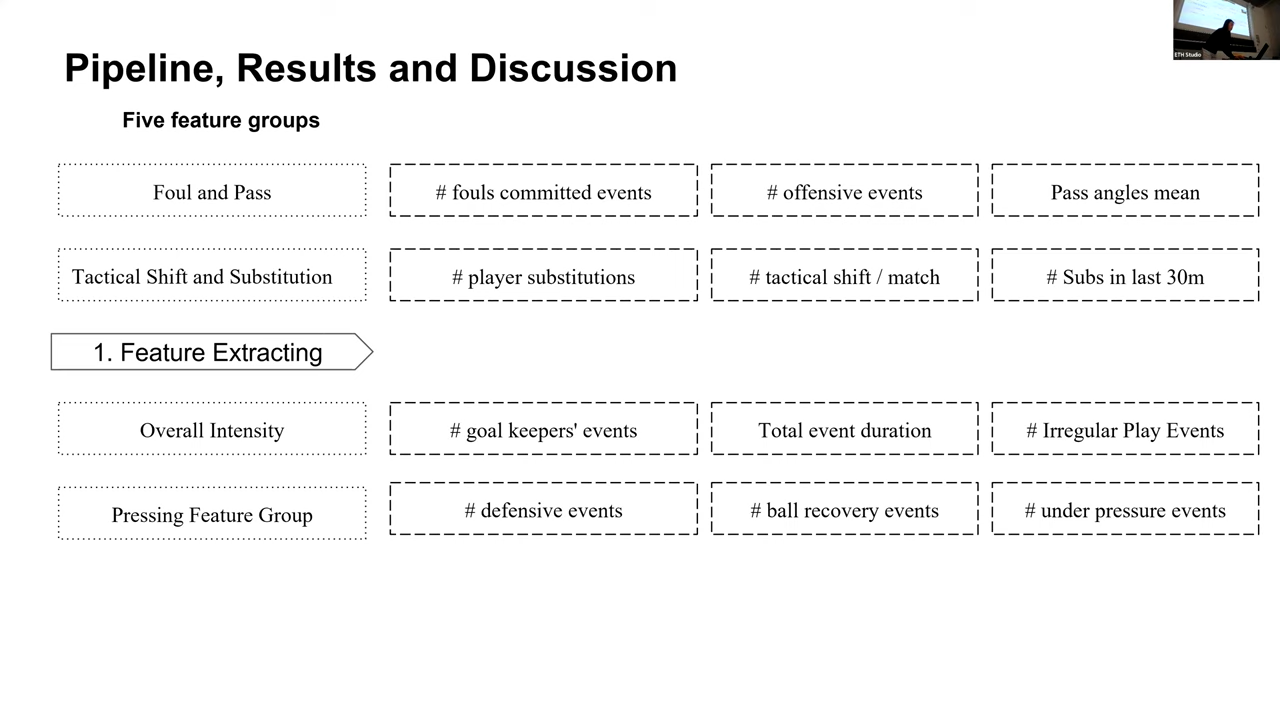 Pipeline, Results and Discussion
Five feature groups
Foul and Pass
# fouls committed events
# offensive events
Pass angles mean
Tactical Shift and Substitution
# player substitutions
# tactical shift / match
# Subs in last 30m
1. Feature Extracting
Overall Intensity
# goal keepers' events
Total event duration
# Irregular Play Events
Pressing Feature Group
# defensive events
# ball recovery events
# under pressure events
ETH Studio